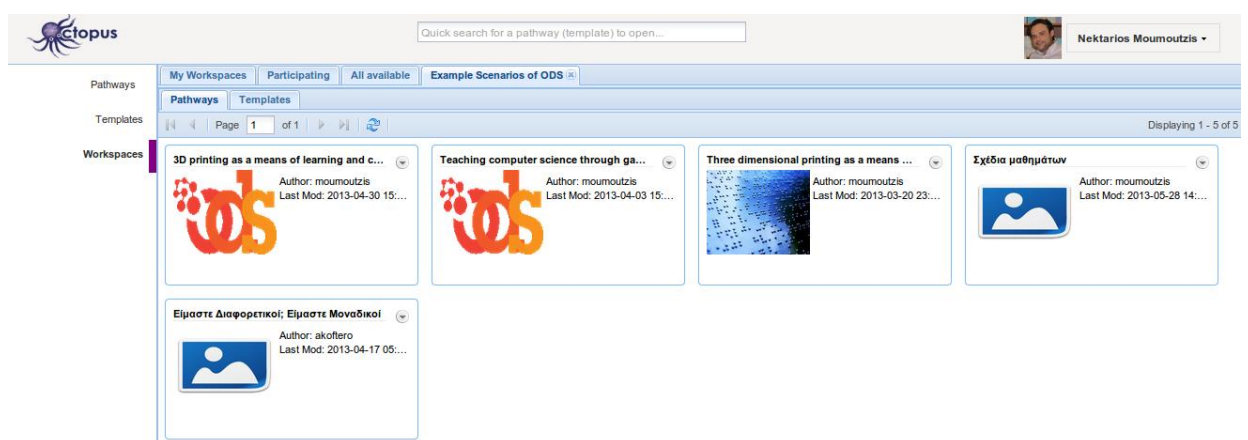 Octopus
Quick search for a pathway (template) to open...
Nektarios Moumoutzis
Pathways
Templates
Workspaces
My Workspaces Participating All available Example Scenarios of ODS
Pathways Templates
Page 1 of 1
Displaying 1 - 5 of 5
3D printing as a means of learning and c...
Author: moumoutzis
Last Mod: 2013-04-30 15:...
ods
Teaching computer science through ga...
Author: moumoutzis
Last Mod: 2013-04-03 15:...
ods
Three dimensional printing as a means ...
Author: moumoutzis
Last Mod: 2013-03-20 23:...
Σχέδια μαθημάτων
Author: moumoutzis
Last Mod: 2013-05-28 14:...
Είμαστε Διαφορετικοί; Είμαστε Μοναδικοί
Author: akoftero
Last Mod: 2013-04-17 05:...